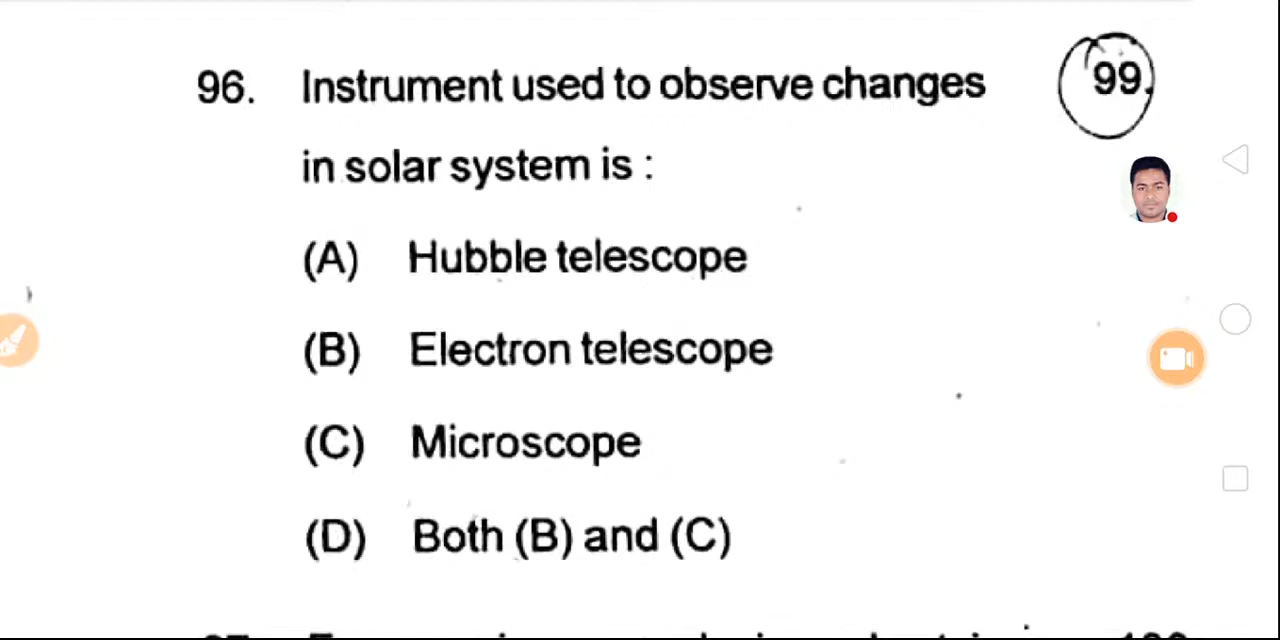 96. Instrument used to observe changes
in solar system is :
(A) Hubble telescope
(B) Electron telescope
(C) Microscope
(D) Both (B) and (C)
99.